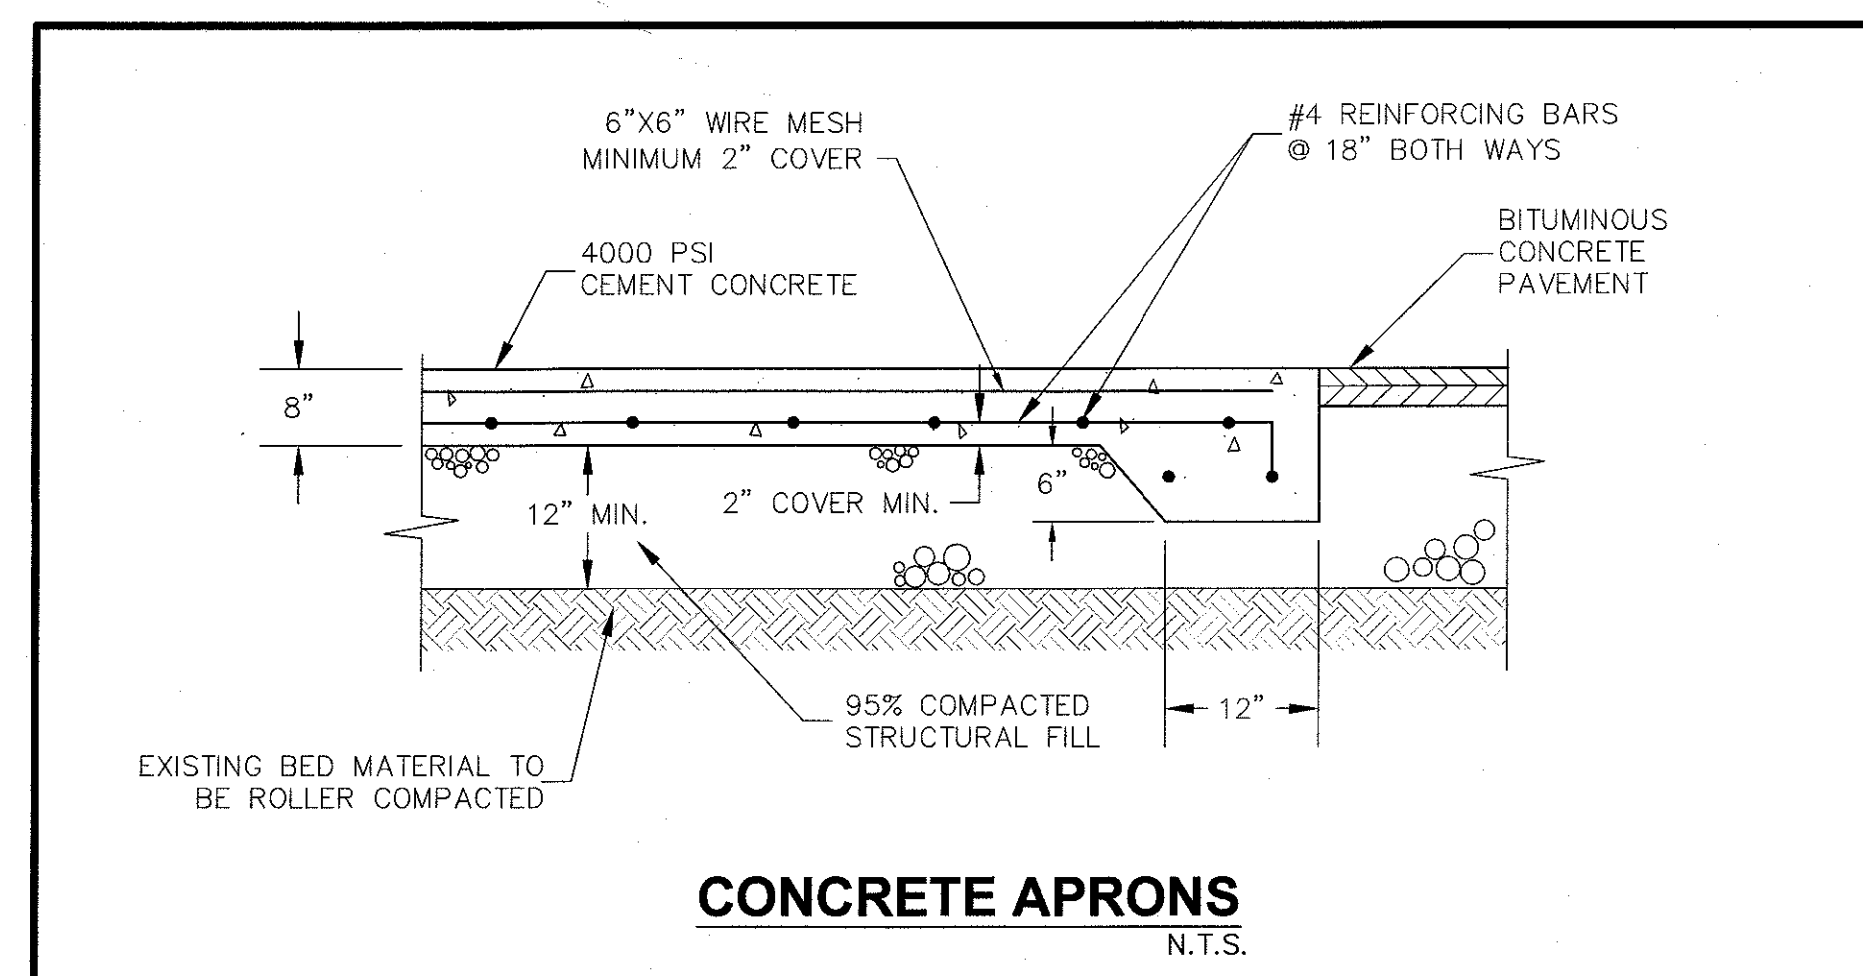 6”X6” WIRE MESH
MINIMUM 2” COVER
#4 REINFORCING BARS
@ 18” BOTH WAYS
BITUMINOUS
CONCRETE
PAVEMENT
4000 PSI
CEMENT CONCRETE
8”
6”
2” COVER MIN.
12” MIN.
12”
95% COMPACTED
STRUCTURAL FILL
EXISTING BED MATERIAL TO
BE ROLLER COMPACTED
CONCRETE APRONS
N.T.S.